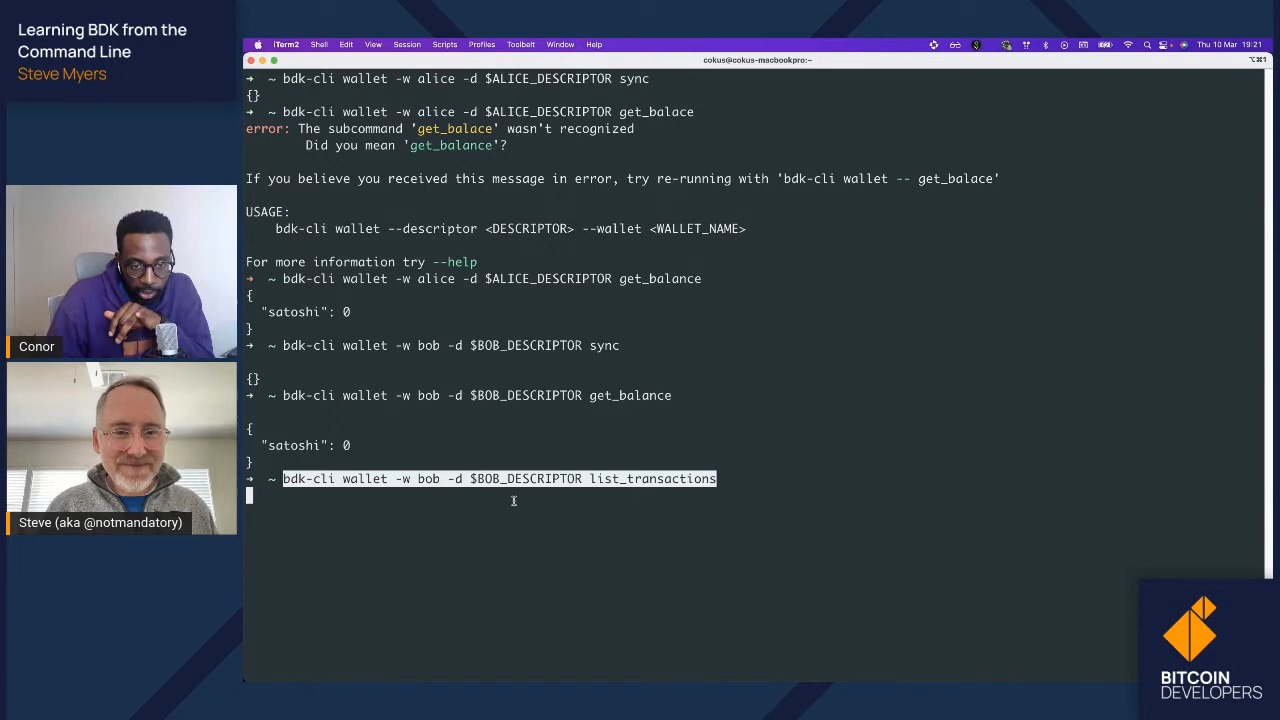 Learning BDK from the
Command Line
Steve Myers
iTerm2 Shell Edit View Session Scripts Profiles Toolbelt Window Help
Thu 10 Mar 19:21
cokus@cokus-macbookpro:~
⌥⌘1
➜ ~ bdk-cli wallet -w alice -d $ALICE_DESCRIPTOR sync
{}
➜ ~ bdk-cli wallet -w alice -d $ALICE_DESCRIPTOR get_balace
error: The subcommand 'get_balace' wasn't recognized
Did you mean 'get_balance'?
If you believe you received this message in error, try re-running with 'bdk-cli wallet -- get_balace'
USAGE:
bdk-cli wallet --descriptor <DESCRIPTOR> --wallet <WALLET_NAME>
For more information try --help
➜ ~ bdk-cli wallet -w alice -d $ALICE_DESCRIPTOR get_balance
{
"satoshi": 0
}
➜ ~ bdk-cli wallet -w bob -d $BOB_DESCRIPTOR sync
{}
➜ ~ bdk-cli wallet -w bob -d $BOB_DESCRIPTOR get_balance
{
"satoshi": 0
}
➜ ~ bdk-cli wallet -w bob -d $BOB_DESCRIPTOR list_transactions
Conor
Steve (aka @notmandatory)
BITCOIN
DEVELOPERS